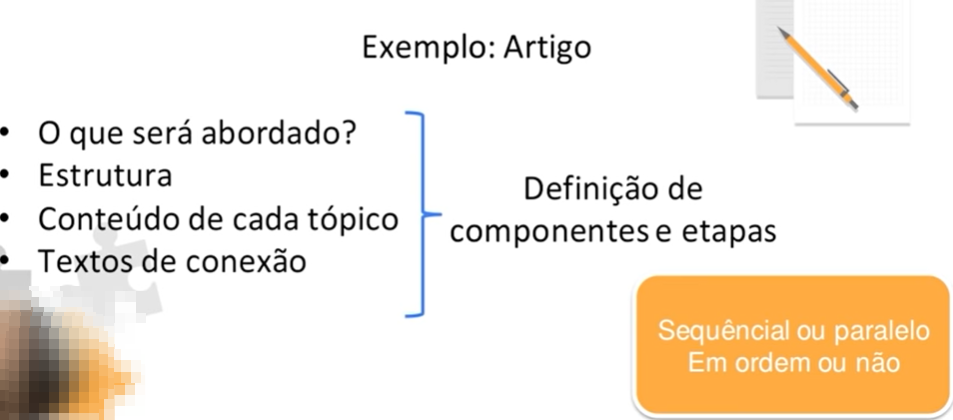 Exemplo: Artigo
• O que será abordado?
• Estrutura
• Conteúdo de cada tópico
• Textos de conexão
Definição de
componentes e etapas
Sequêncial ou paralelo
Em ordem ou não